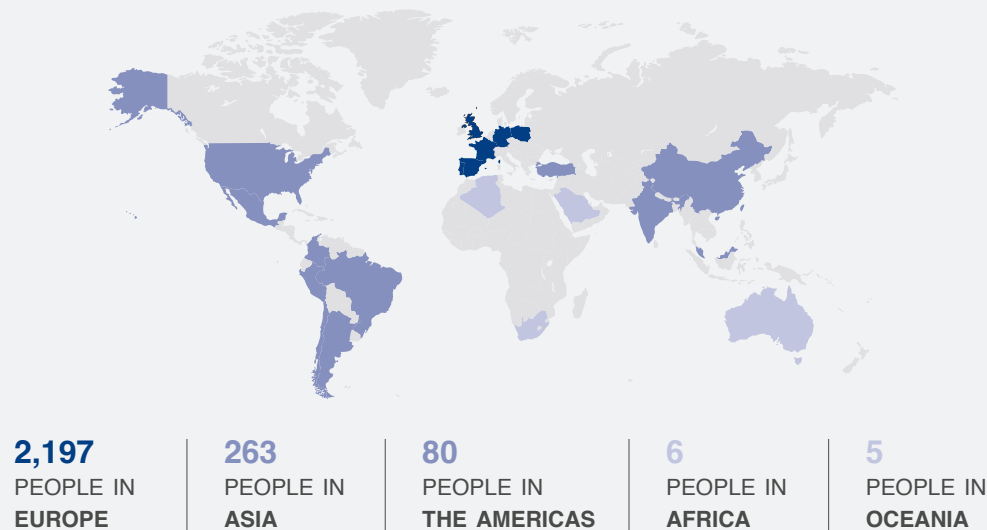 2,197
PEOPLE IN
EUROPE
263
PEOPLE IN
ASIA
80
PEOPLE IN
THE AMERICAS
6
PEOPLE IN
AFRICA
5
PEOPLE IN
OCEANIA